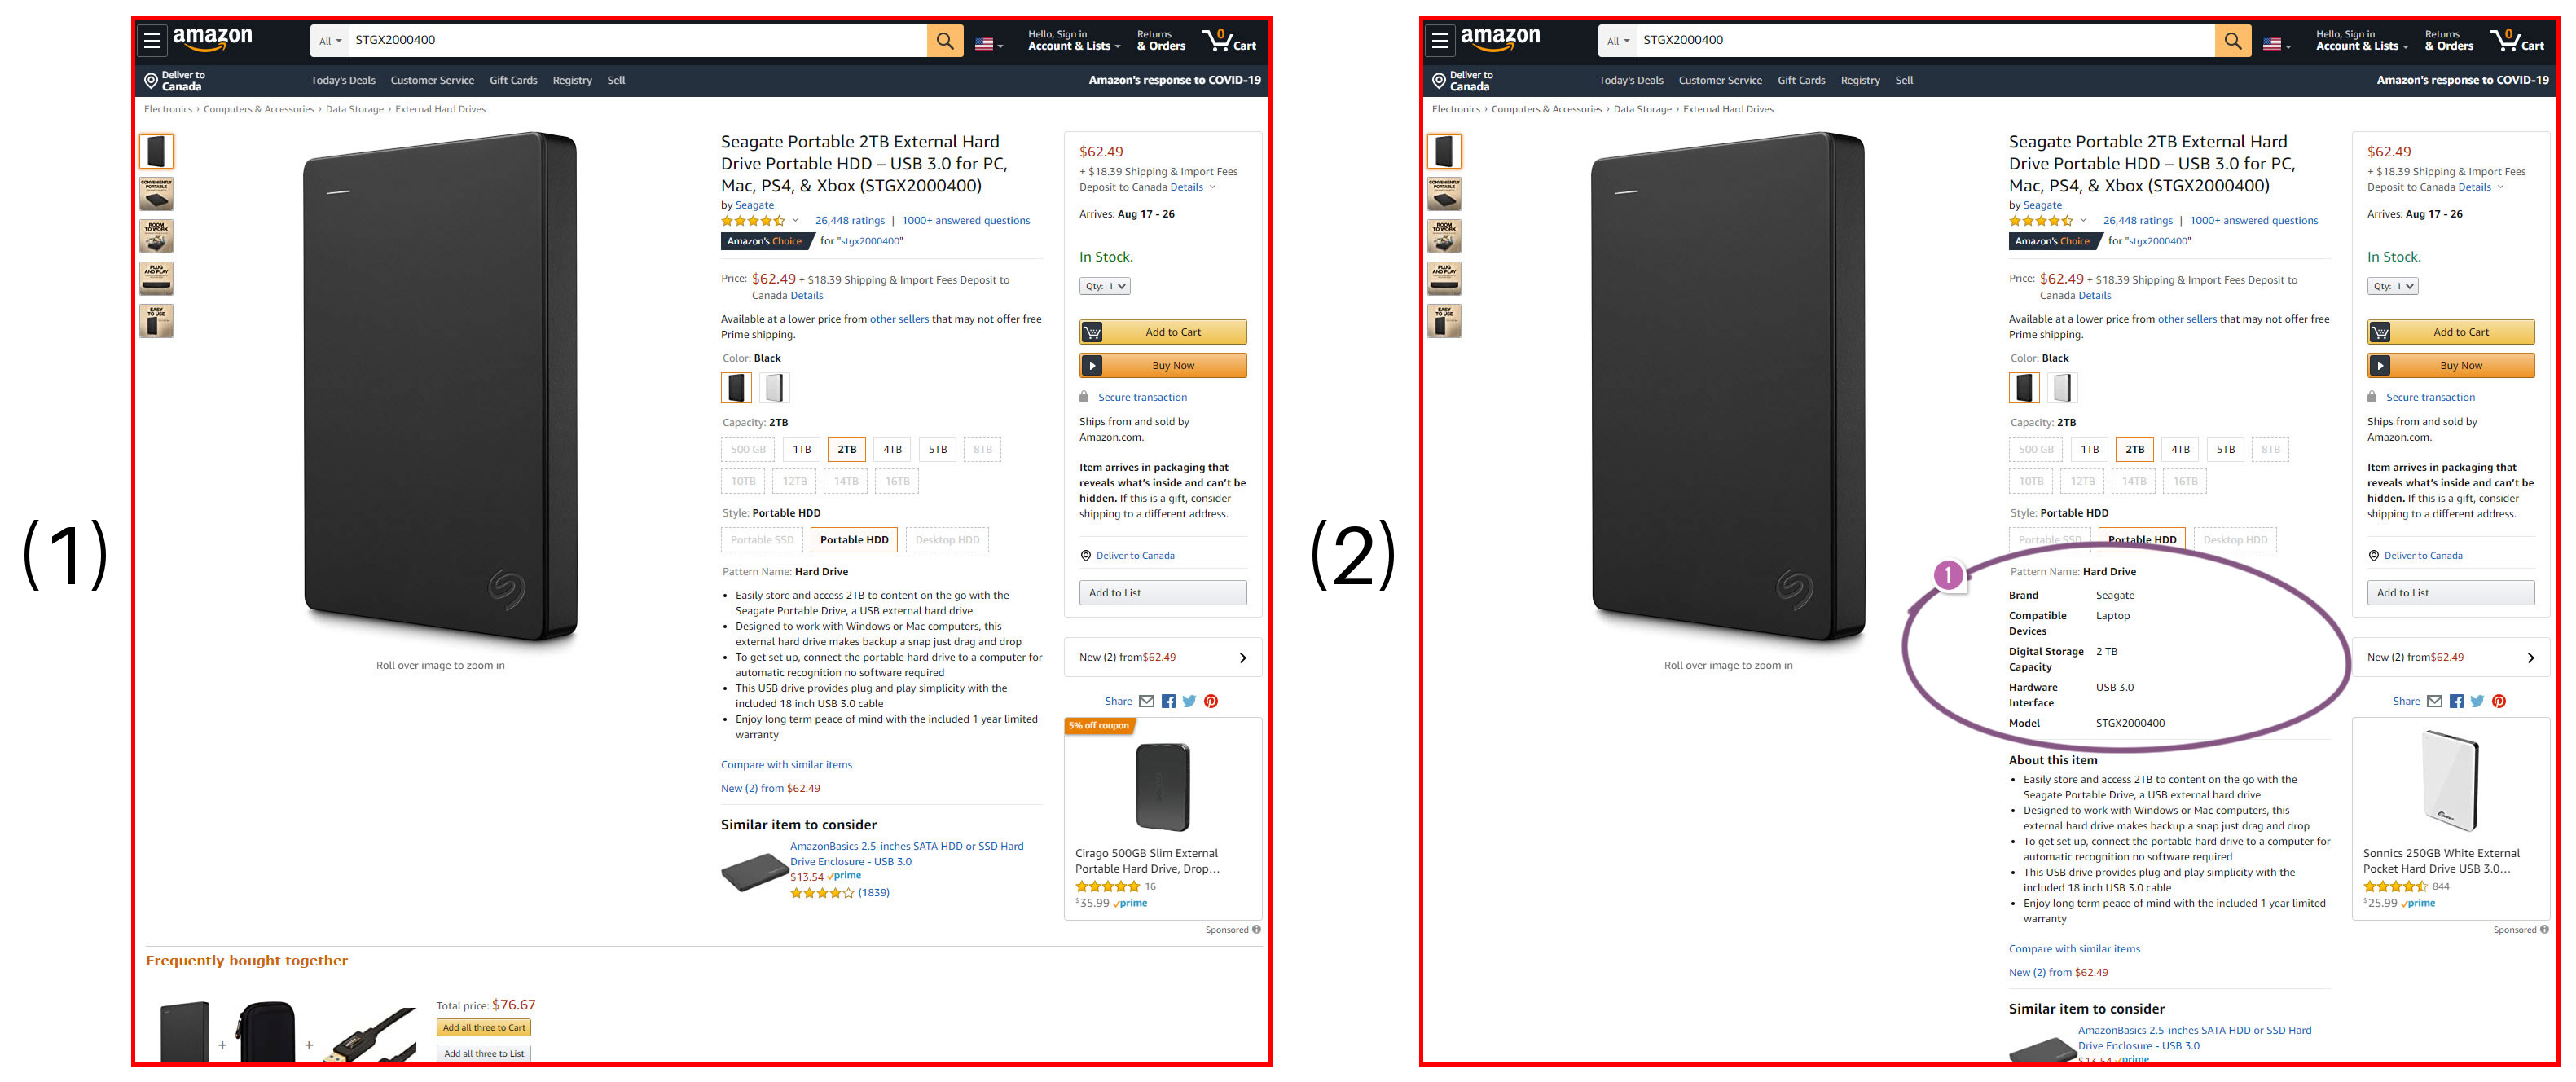 (1)
amazon
All
STGX2000400
Hello, Sign in
Account & Lists
Returns
& Orders
0
Cart
Deliver to
Canada
Today's Deals Customer Service Gift Cards Registry Sell
Amazon's response to COVID-19
Electronics › Computers & Accessories › Data Storage › External Hard Drives
CONVENIENTLY
PORTABLE
ROOM
TO WORK
PLUG
AND PLAY
EASY
TO USE
Roll over image to zoom in
Seagate Portable 2TB External Hard
Drive Portable HDD – USB 3.0 for PC,
Mac, PS4, & Xbox (STGX2000400)
by Seagate
26,448 ratings | 1000+ answered questions
Amazon's Choice for "stgx2000400"
Price: $62.49 + $18.39 Shipping & Import Fees Deposit to
Canada Details
Available at a lower price from other sellers that may not offer free
Prime shipping.
Color: Black
Capacity: 2TB
500 GB 1TB 2TB 4TB 5TB 8TB
10TB 12TB 14TB 16TB
Style: Portable HDD
Portable SSD Portable HDD Desktop HDD
Pattern Name: Hard Drive
• Easily store and access 2TB to content on the go with the
Seagate Portable Drive, a USB external hard drive
• Designed to work with Windows or Mac computers, this
external hard drive makes backup a snap just drag and drop
• To get set up, connect the portable hard drive to a computer for
automatic recognition no software required
• This USB drive provides plug and play simplicity with the
included 18 inch USB 3.0 cable
• Enjoy long term peace of mind with the included 1 year limited
warranty
Compare with similar items
New (2) from $62.49
Similar item to consider
AmazonBasics 2.5-inches SATA HDD or SSD Hard
Drive Enclosure - USB 3.0
$13.54 prime
(1839)
$62.49
+ $18.39 Shipping & Import Fees
Deposit to Canada Details
Arrives: Aug 17 - 26
In Stock.
Qty: 1
Add to Cart
Buy Now
Secure transaction
Ships from and sold by
Amazon.com.
Item arrives in packaging that
reveals what's inside and can't be
hidden. If this is a gift, consider
shipping to a different address.
Deliver to Canada
Add to List
New (2) from$62.49
Share
5% off coupon
Cirago 500GB Slim External
Portable Hard Drive, Drop...
16
$35.99 prime
Sponsored
Frequently bought together
+
+
Total price: $76.67
Add all three to Cart
Add all three to List
(2)
amazon
All
STGX2000400
Hello, Sign in
Account & Lists
Returns
& Orders
0
Cart
Deliver to
Canada
Today's Deals Customer Service Gift Cards Registry Sell
Amazon's response to COVID-19
Electronics › Computers & Accessories › Data Storage › External Hard Drives
CONVENIENTLY
PORTABLE
ROOM
TO WORK
PLUG
AND PLAY
EASY
TO USE
Roll over image to zoom in
Seagate Portable 2TB External Hard
Drive Portable HDD – USB 3.0 for PC,
Mac, PS4, & Xbox (STGX2000400)
by Seagate
26,448 ratings | 1000+ answered questions
Amazon's Choice for "stgx2000400"
Price: $62.49 + $18.39 Shipping & Import Fees Deposit to
Canada Details
Available at a lower price from other sellers that may not offer free
Prime shipping.
Color: Black
Capacity: 2TB
500 GB 1TB 2TB 4TB 5TB 8TB
10TB 12TB 14TB 16TB
Style: Portable HDD
Portable SSD Portable HDD Desktop HDD
1
Pattern Name: Hard Drive
Brand Seagate
Compatible Laptop
Devices
Digital Storage 2 TB
Capacity
Hardware USB 3.0
Interface
Model STGX2000400
About this item
• Easily store and access 2TB to content on the go with the
Seagate Portable Drive, a USB external hard drive
• Designed to work with Windows or Mac computers, this
external hard drive makes backup a snap just drag and drop
• To get set up, connect the portable hard drive to a computer for
automatic recognition no software required
• This USB drive provides plug and play simplicity with the
included 18 inch USB 3.0 cable
• Enjoy long term peace of mind with the included 1 year limited
warranty
Compare with similar items
New (2) from $62.49
Similar item to consider
AmazonBasics 2.5-inches SATA HDD or SSD Hard
Drive Enclosure - USB 3.0
$13.54 prime
$62.49
+ $18.39 Shipping & Import Fees
Deposit to Canada Details
Arrives: Aug 17 - 26
In Stock.
Qty: 1
Add to Cart
Buy Now
Secure transaction
Ships from and sold by
Amazon.com.
Item arrives in packaging that
reveals what's inside and can't be
hidden. If this is a gift, consider
shipping to a different address.
Deliver to Canada
Add to List
New (2) from$62.49
Share
Sonnics 250GB White External
Pocket Hard Drive USB 3.0...
844
$25.99 prime
Sponsored